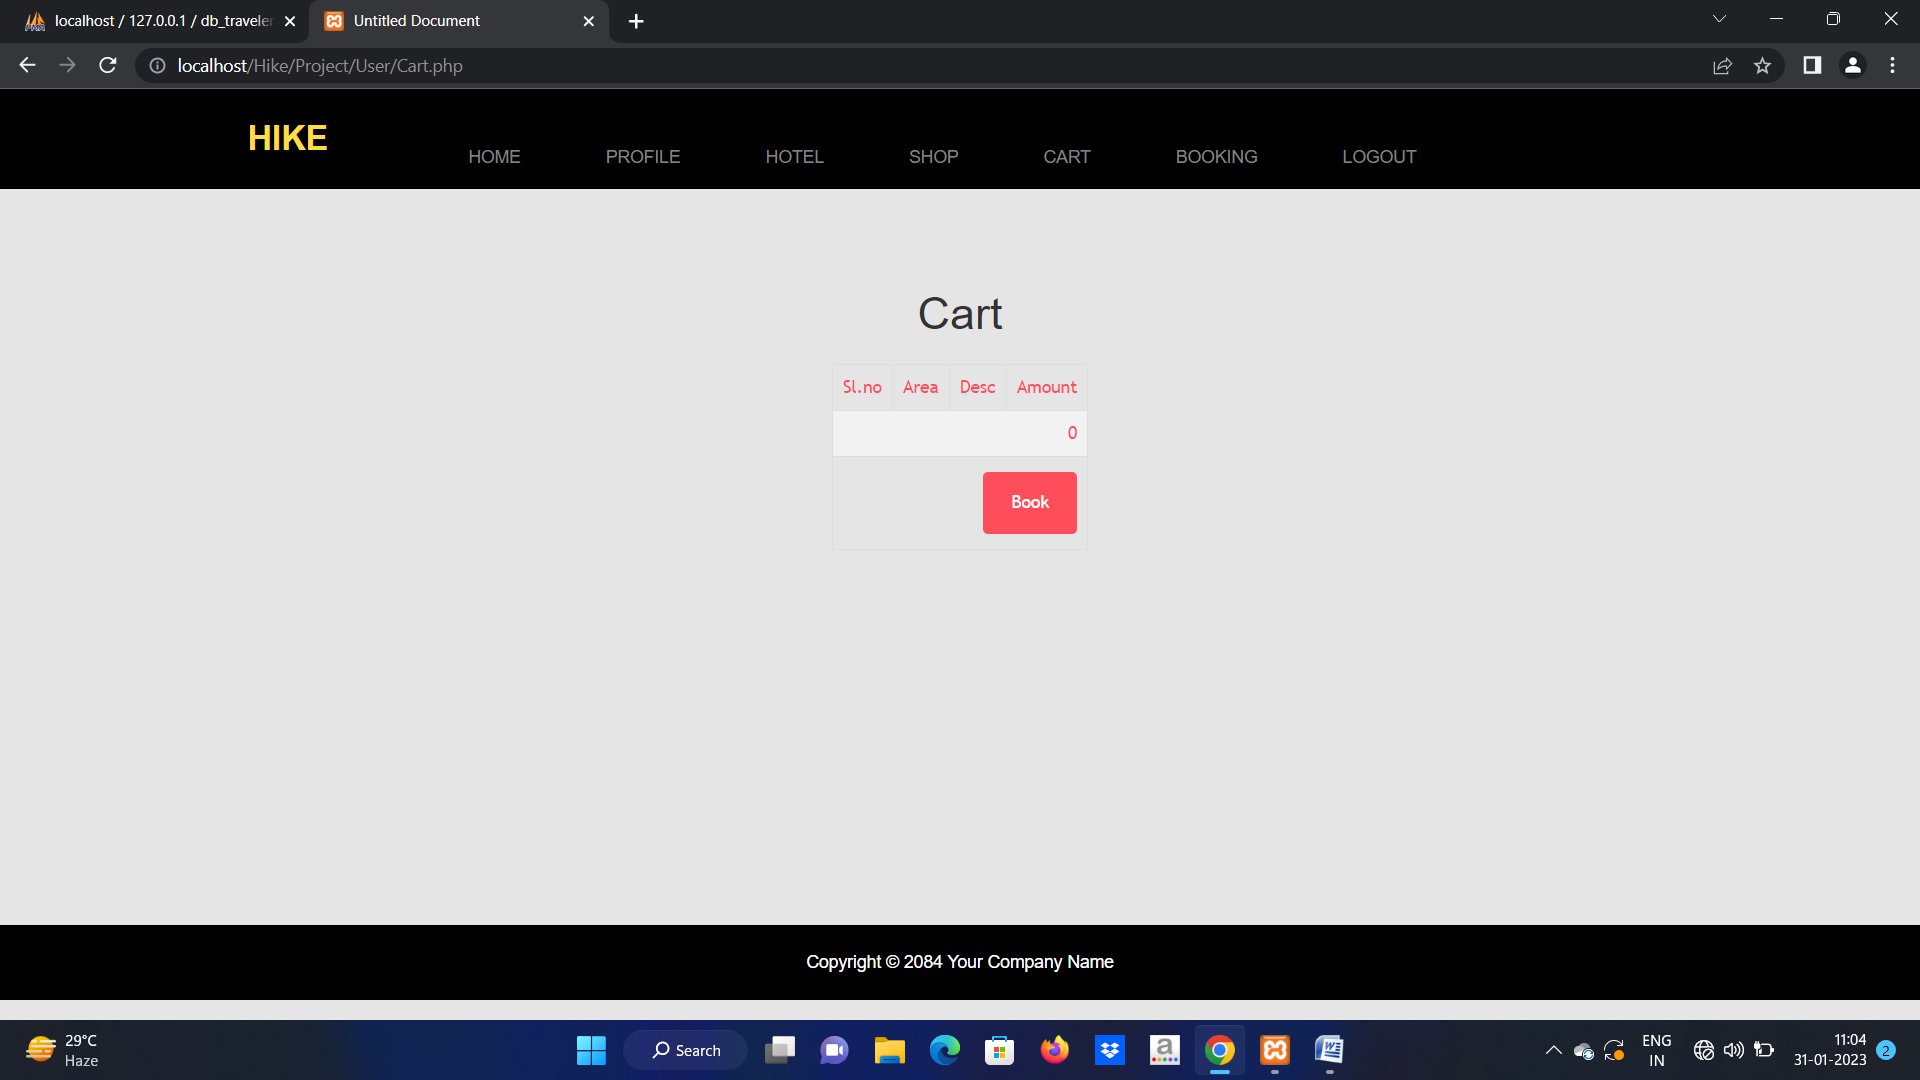 localhost / 127.0.0.1 / db_traveler
Untitled Document
localhost/Hike/Project/User/Cart.php
HIKE
HOME PROFILE HOTEL SHOP CART BOOKING LOGOUT
Cart
Sl.no Area Desc Amount
0
Book
Copyright © 2084 Your Company Name
29°C
Haze
Search
ENG
IN
11:04
31-01-2023
2